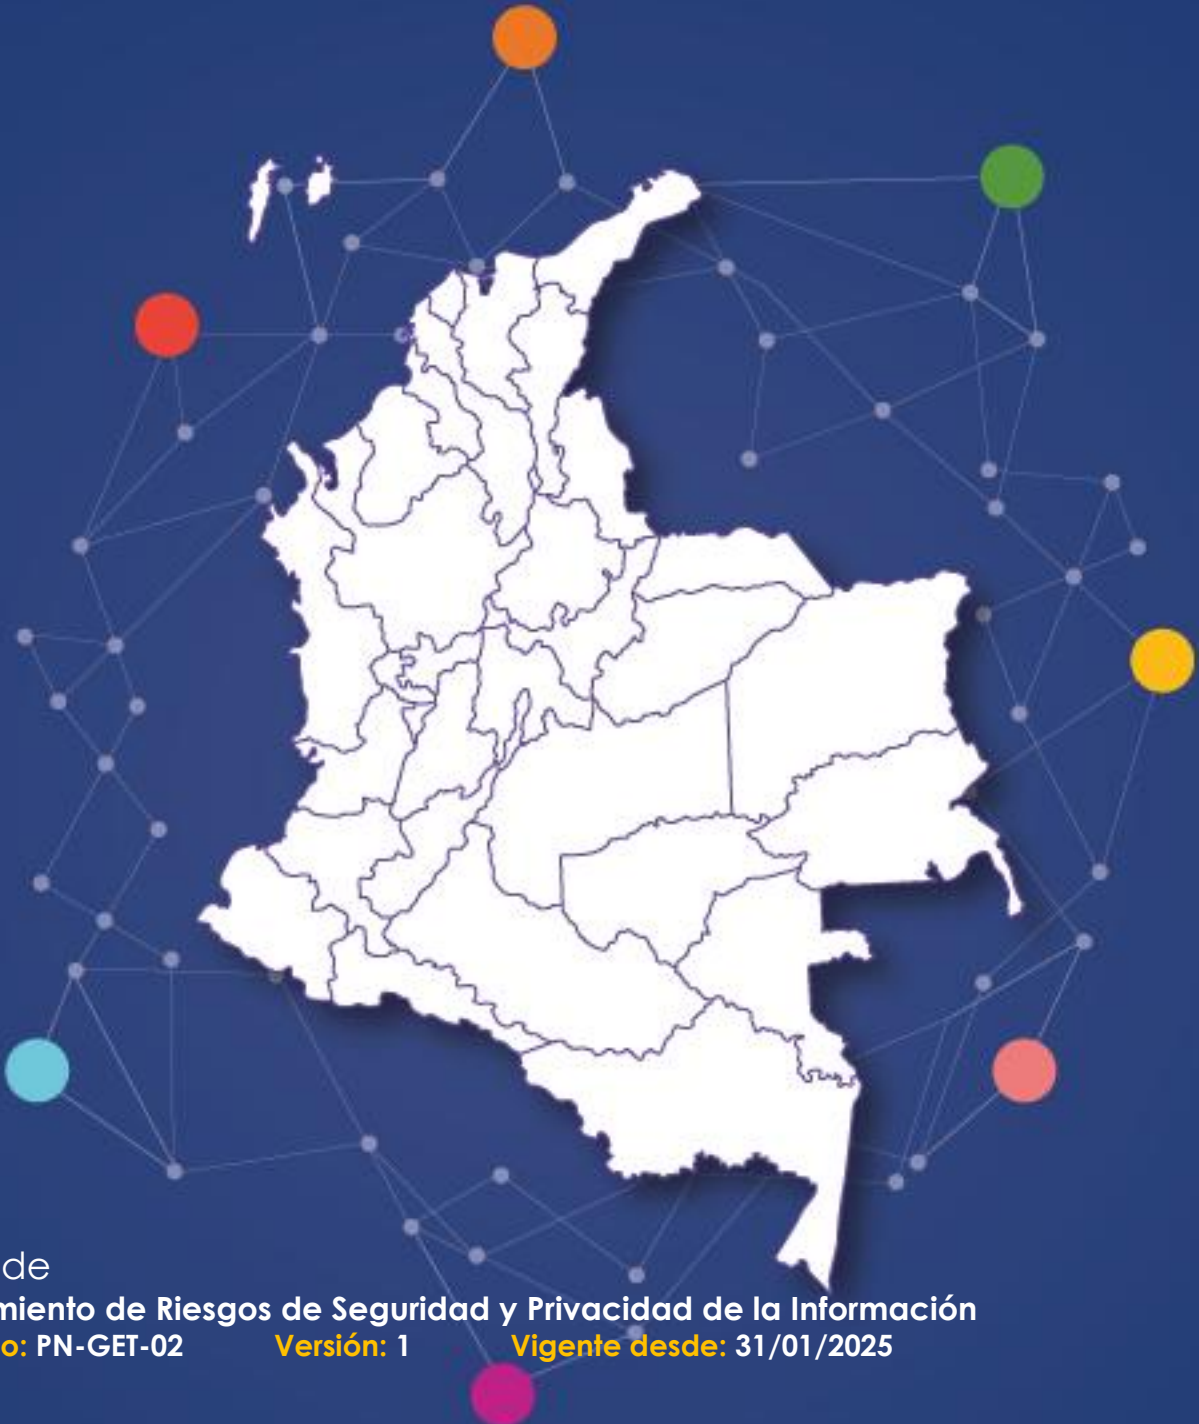 de
miento de Riesgos de Seguridad y Privacidad de la Información
o: PN-GET-02 Versión: 1 Vigente desde: 31/01/2025